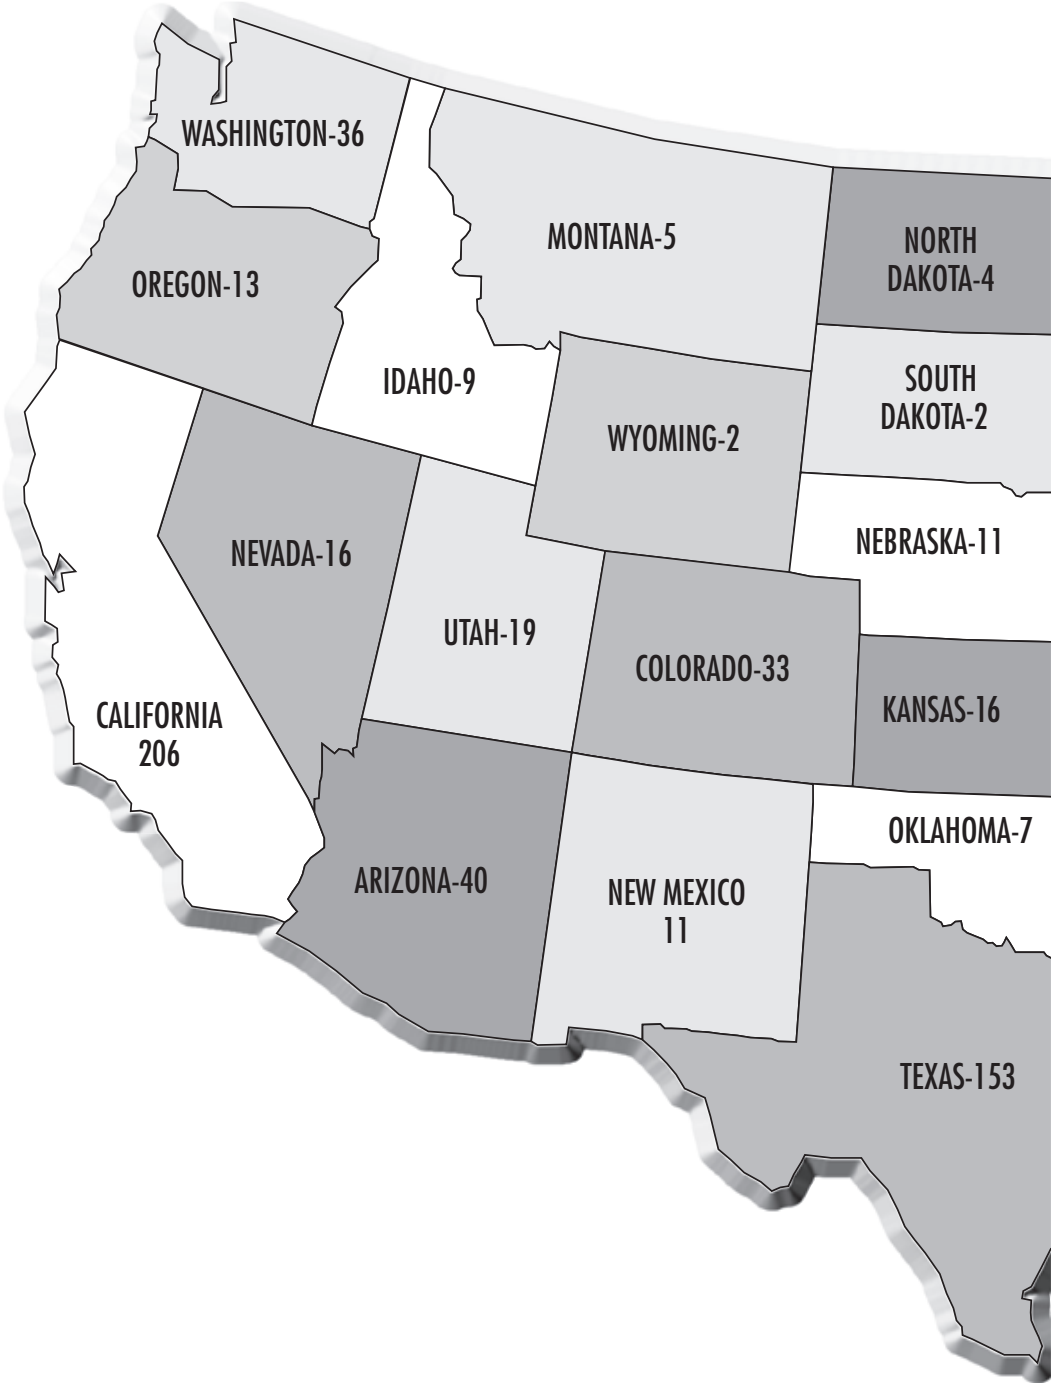 WASHINGTON-36
MONTANA-5
NORTH
DAKOTA-4
OREGON-13
IDAHO-9
SOUTH
DAKOTA-2
WYOMING-2
NEBRASKA-11
NEVADA-16
UTAH-19
COLORADO-33
KANSAS-16
CALIFORNIA
206
OKLAHOMA-7
ARIZONA-40
NEW MEXICO
11
TEXAS-153